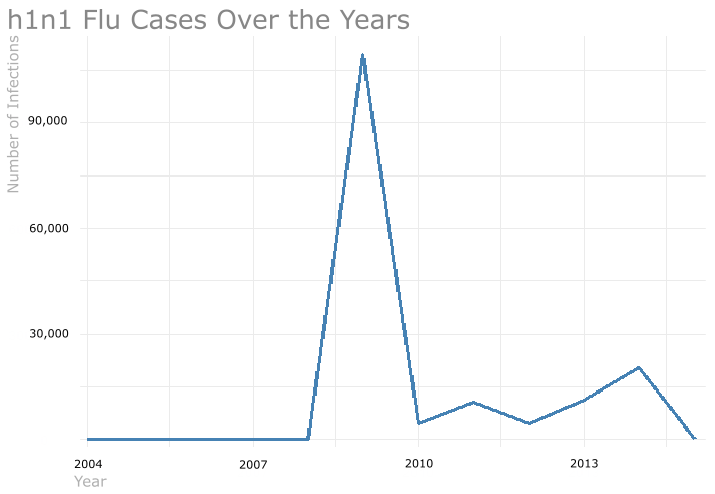 h1n1 Flu Cases Over the Years
Number of Infections
90,000
60,000
30,000
2004
2007
2010
2013
Year